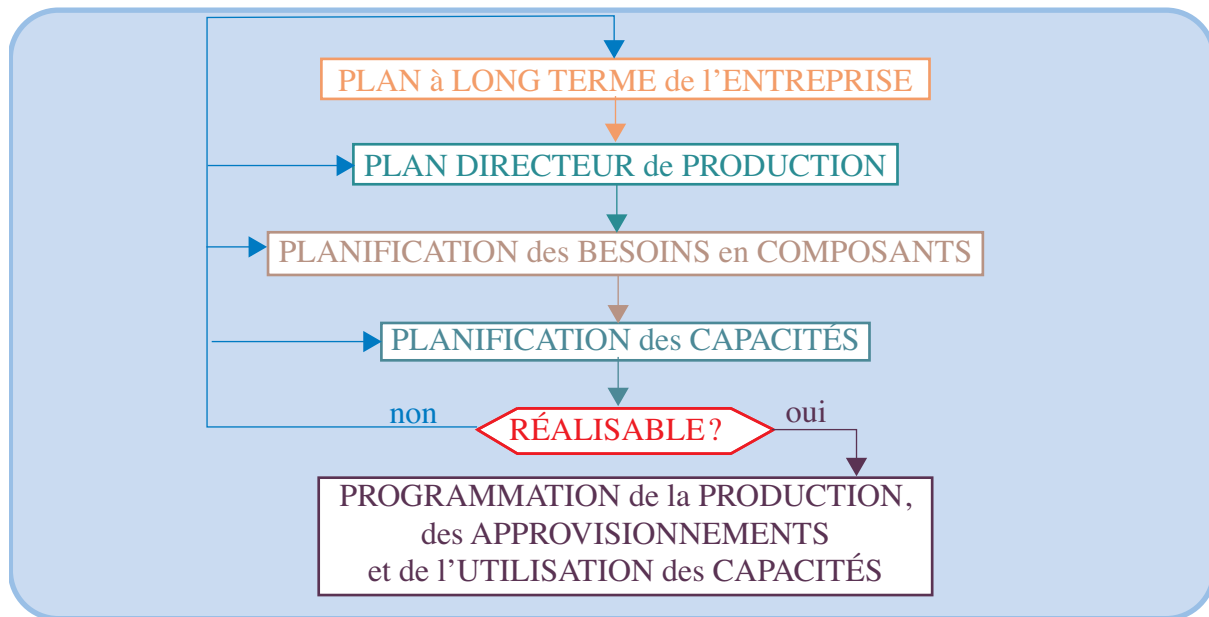 PLAN à LONG TERME de l’ENTREPRISE
PLAN DIRECTEUR de PRODUCTION
PLANIFICATION des BESOINS en COMPOSANTS
PLANIFICATION des CAPACITÉS
non
RÉALISABLE?
oui
PROGRAMMATION de la PRODUCTION,
des APPROVISIONNEMENTS
et de l’UTILISATION des CAPACITÉS